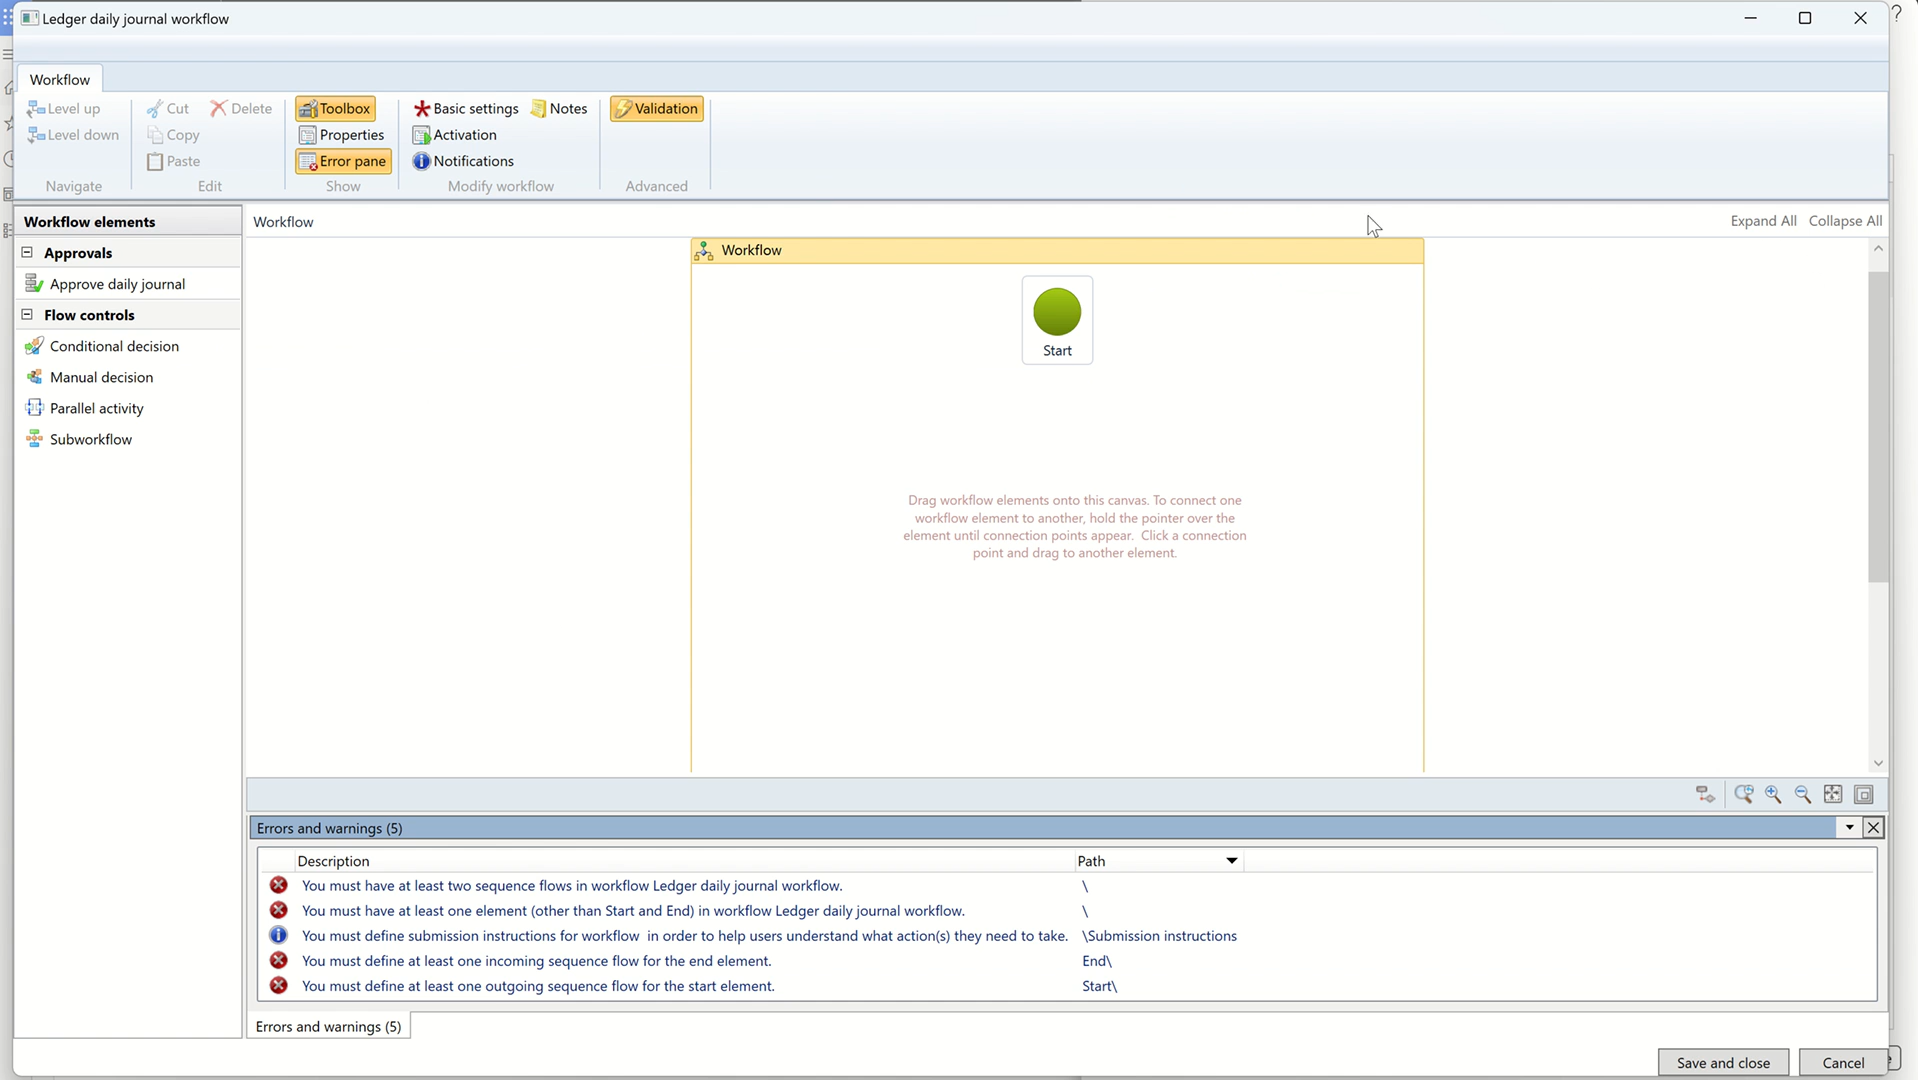 Ledger daily journal workflow
?
Workflow
Level up
Level down
Navigate
Cut
Delete
Copy
Paste
Edit
Toolbox
Properties
Error pane
Show
Basic settings
Notes
Activation
Notifications
Modify workflow
Validation
Advanced
Workflow elements
Approvals
Approve daily journal
Flow controls
Conditional decision
Manual decision
Parallel activity
Subworkflow
Workflow
Expand All
Collapse All
Workflow
Start
Drag workflow elements onto this canvas. To connect one
workflow element to another, hold the pointer over the
element until connection points appear. Click a connection
point and drag to another element.
Errors and warnings (5)
Description Path
You must have at least two sequence flows in workflow Ledger daily journal workflow. \
You must have at least one element (other than Start and End) in workflow Ledger daily journal workflow. \
You must define submission instructions for workflow in order to help users understand what action(s) they need to take. \Submission instructions
You must define at least one incoming sequence flow for the end element. End\
You must define at least one outgoing sequence flow for the start element. Start\
Errors and warnings (5)
Save and close
Cancel